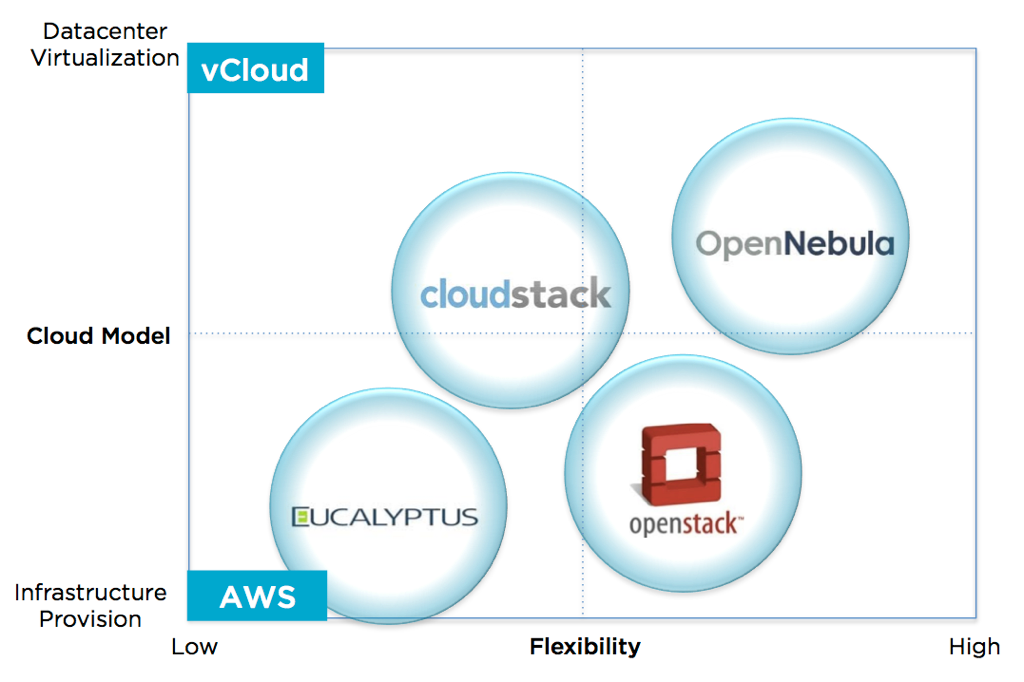 Datacenter
Virtualization
vCloud
OpenNebula
cloudstack
Cloud Model
EUCALYPTUS
openstack™
Infrastructure
Provision
AWS
Low
Flexibility
High